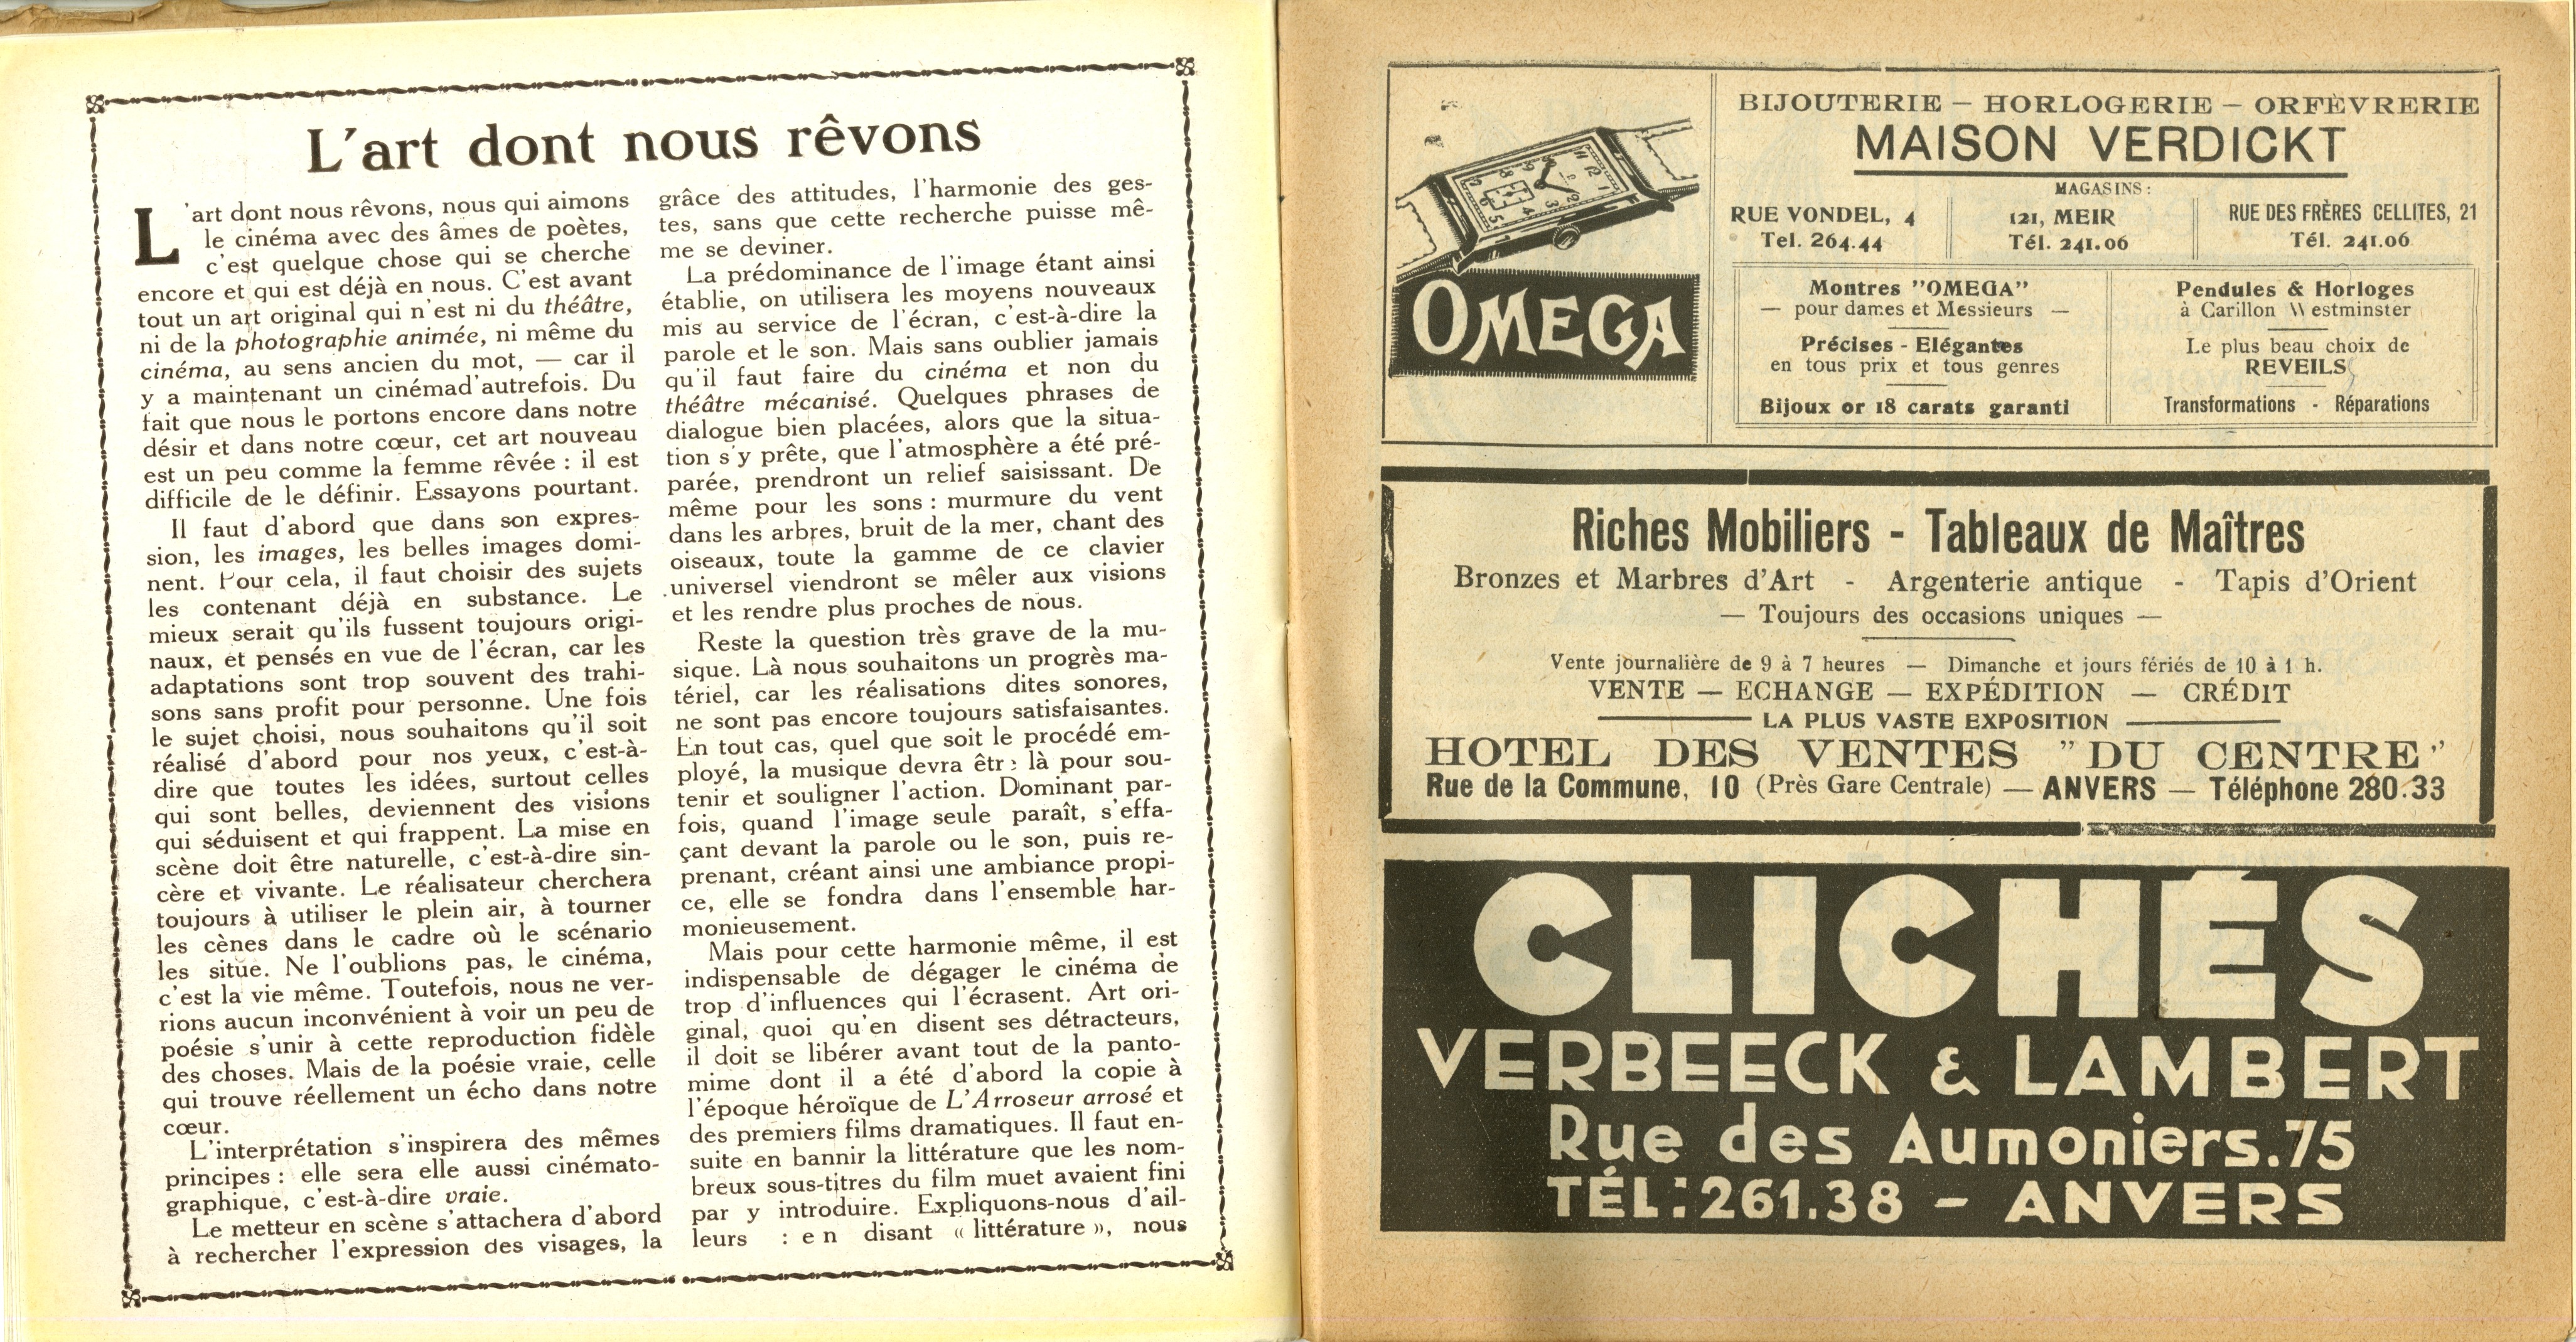 L'art dont nous rêvons
L'art dont nous rêvons, nous qui aimons
le cinéma avec des âmes de poètes,
c'est quelque chose qui se cherche
encore et qui est déjà en nous. C'est avant
tout un art original qui n'est ni du théâtre,
ni de la photographie animée, ni même du
cinéma, au sens ancien du mot, — car il
y a maintenant un cinémad'autrefois. Du
fait que nous le portons encore dans notre
désir et dans notre cœur, cet art nouveau
est un peu comme la femme rêvée : il est
difficile de le définir. Essayons pourtant.
Il faut d'abord que dans son expres-
sion, les images, les belles images domi-
nent. Pour cela, il faut choisir des sujets
les contenant déjà en substance. Le
mieux serait qu'ils fussent toujours origi-
naux, et pensés en vue de l'écran, car les
adaptations sont trop souvent des trahi-
sons sans profit pour personne. Une fois
le sujet choisi, nous souhaitons qu'il soit
réalisé d'abord pour nos yeux, c'est-à-
dire que toutes les idées, surtout celles
qui sont belles, deviennent des visions
qui séduisent et qui frappent. La mise en
scène doit être naturelle, c'est-à-dire sin-
cère et vivante. Le réalisateur cherchera
toujours à utiliser le plein air, à tourner
les cènes dans le cadre où le scénario
les situe. Ne l'oublions pas, le cinéma,
c'est la vie même. Toutefois, nous ne ver-
rions aucun inconvénient à voir un peu de
poésie s'unir à cette reproduction fidèle
des choses. Mais de la poésie vraie, celle
qui trouve réellement un écho dans notre
cœur.
L'interprétation s'inspirera des mêmes
principes : elle sera elle aussi cinémato-
graphique, c'est-à-dire vraie.
Le metteur en scène s'attachera d'abord
à rechercher l'expression des visages, la
grâce des attitudes, l'harmonie des ges-
tes, sans que cette recherche puisse mê-
me se deviner.
La prédominance de l'image étant ainsi
établie, on utilisera les moyens nouveaux
mis au service de l'écran, c'est-à-dire la
parole et le son. Mais sans oublier jamais
qu'il faut faire du cinéma et non du
théâtre mécanisé. Quelques phrases de
dialogue bien placées, alors que la situa-
tion s'y prête, que l'atmosphère a été pré-
parée, prendront un relief saisissant. De
même pour les sons : murmure du vent
dans les arbres, bruit de la mer, chant des
oiseaux, toute la gamme de ce clavier
universel viendront se mêler aux visions
et les rendre plus proches de nous.
Reste la question très grave de la mu-
sique. Là nous souhaitons un progrès ma-
tériel, car les réalisations dites sonores,
ne sont pas encore toujours satisfaisantes.
En tout cas, quel que soit le procédé em-
ployé, la musique devra être là pour sou-
tenir et souligner l'action. Dominant par-
fois, quand l'image seule paraît, s'effa-
çant devant la parole ou le son, puis re-
prenant, créant ainsi une ambiance propi-
ce, elle se fondra dans l'ensemble har-
monieusement.
Mais pour cette harmonie même, il est
indispensable de dégager le cinéma de
trop d'influences qui l'écrasent. Art ori-
ginal, quoi qu'en disent ses détracteurs,
il doit se libérer avant tout de la panto-
mime dont il a été d'abord la copie à
l'époque héroïque de L'Arroseur arrosé et
des premiers films dramatiques. Il faut en-
suite en bannir la littérature que les nom-
breux sous-titres du film muet avaient fini
par y introduire. Expliquons-nous d'ail-
leurs : en disant « littérature », nous
BIJOUTERIE – HORLOGERIE – ORFÈVRERIE
MAISON VERDICKT
MAGASINS :
RUE VONDEL, 4
Tel. 264.44
121, MEIR
Tél. 241.06
RUE DES FRÈRES CELLITES, 21
Tél. 241.06
OMEGA
Montres "OMEGA"
— pour dames et Messieurs —
Précises - Elégantes
en tous prix et tous genres
Bijoux or 18 carats garanti
Pendules & Horloges
à Carillon Westminster
Le plus beau choix de
REVEILS
Transformations - Réparations
Riches Mobiliers - Tableaux de Maîtres
Bronzes et Marbres d'Art - Argenterie antique - Tapis d'Orient
— Toujours des occasions uniques —
Vente journalière de 9 à 7 heures — Dimanche et jours fériés de 10 à 1 h.
VENTE — ECHANGE — EXPÉDITION — CRÉDIT
LA PLUS VASTE EXPOSITION
HOTEL DES VENTES "DU CENTRE"
Rue de la Commune, 10 (Près Gare Centrale) — ANVERS — Téléphone 280.33
CLICHÉS
VERBEECK & LAMBERT
Rue des Aumoniers.75
TÉL:261.38 - ANVERS